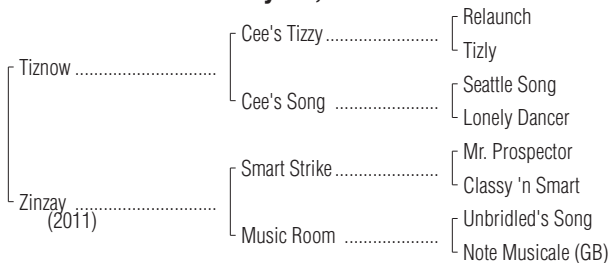 Relaunch
Cee's Tizzy ........................
Tizly
Tiznow ..............................
Seattle Song
Cee's Song ......................
Lonely Dancer
Mr. Prospector
Smart Strike ......................
Classy 'n Smart
Zinzay ................................
(2011)
Unbridled's Song
Music Room ....................
Note Musicale (GB)